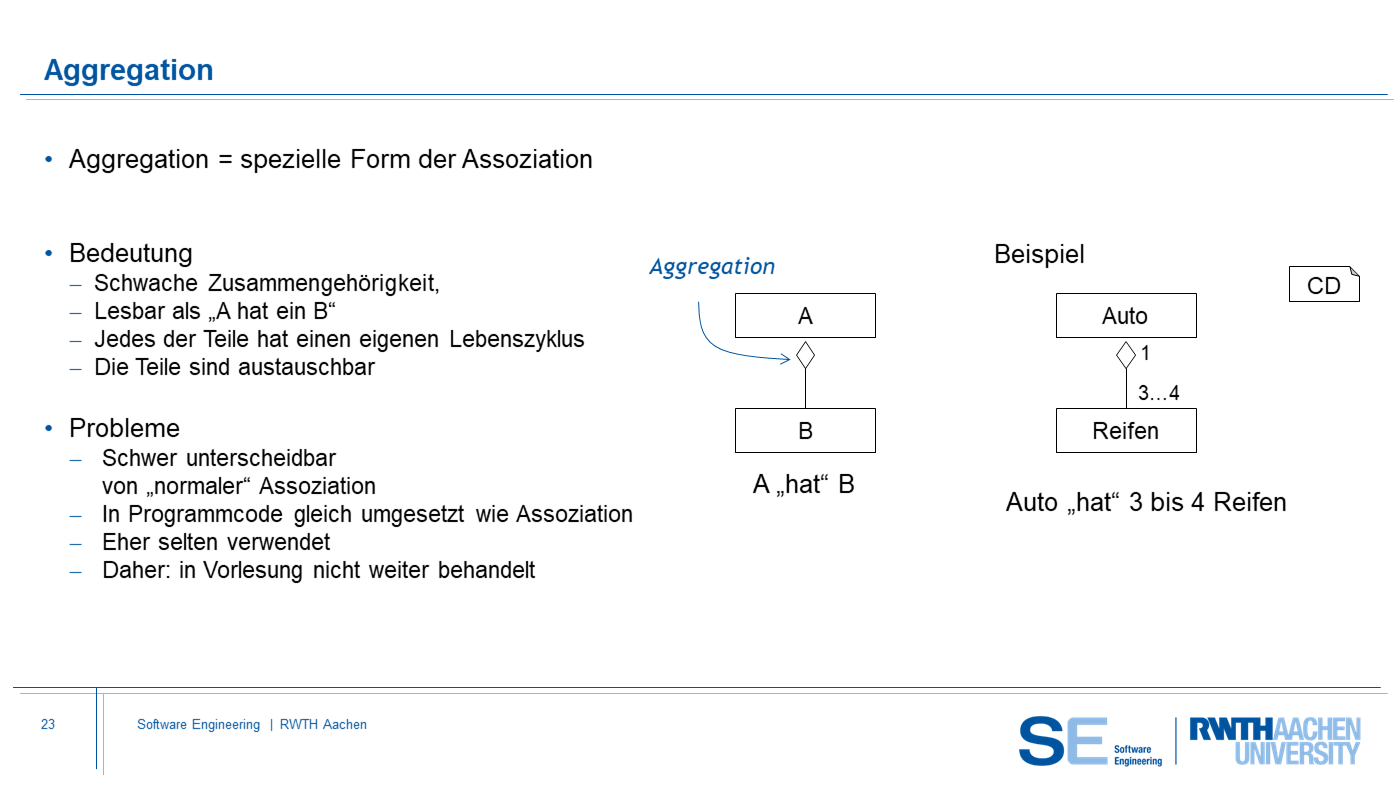 Aggregation
• Aggregation = spezielle Form der Assoziation
• Bedeutung
– Schwache Zusammengehörigkeit,
– Lesbar als „A hat ein B“
– Jedes der Teile hat einen eigenen Lebenszyklus
– Die Teile sind austauschbar
• Probleme
– Schwer unterscheidbar
von „normaler“ Assoziation
– In Programmcode gleich umgesetzt wie Assoziation
– Eher selten verwendet
– Daher: in Vorlesung nicht weiter behandelt
Aggregation
A
B
A „hat“ B
Beispiel
CD
Auto
1
3…4
Reifen
Auto „hat“ 3 bis 4 Reifen
23
Software Engineering | RWTH Aachen
SE Software
Engineering
RWTHAACHEN
UNIVERSITY